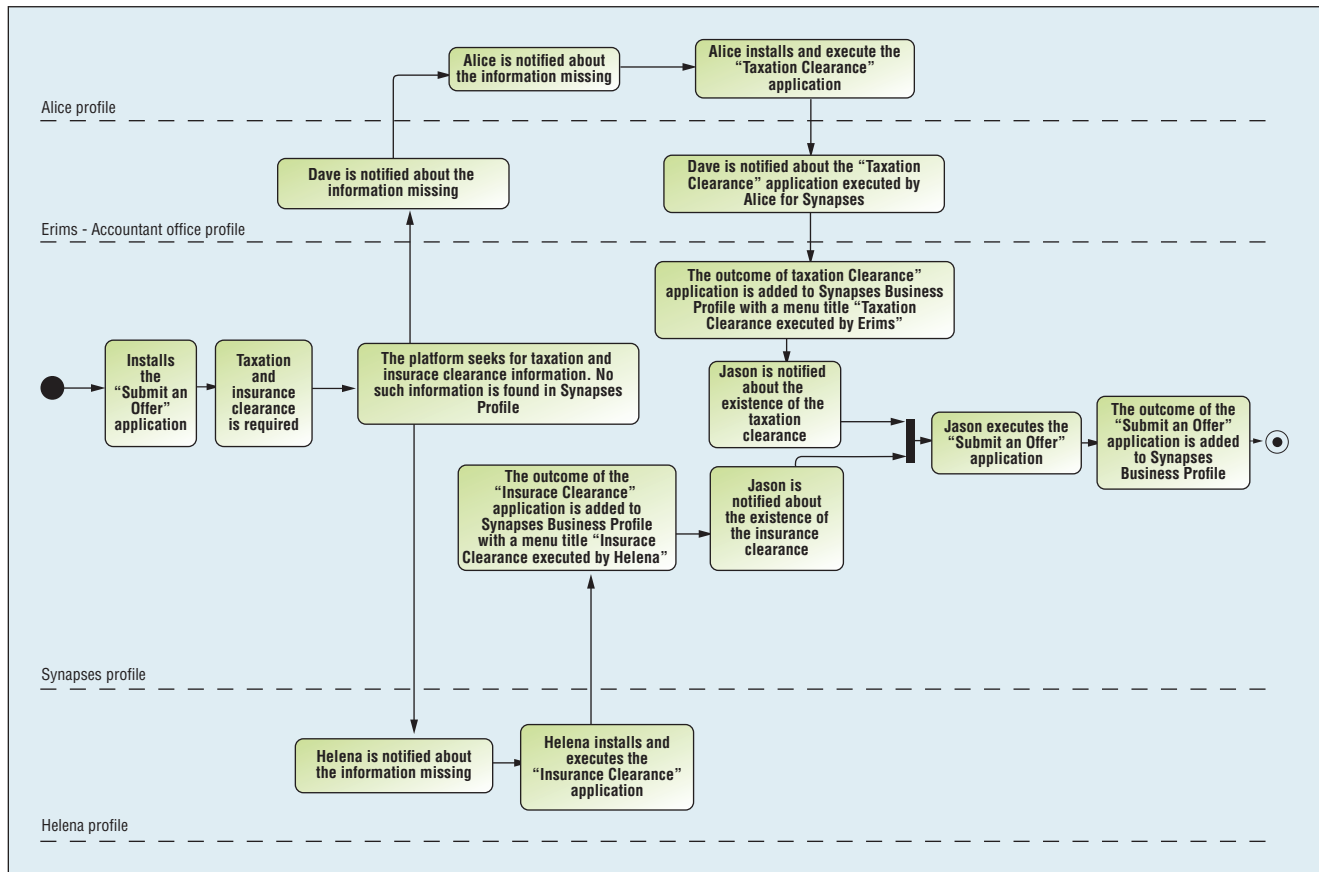 Alice is notified about
the information missing
Alice installs and execute the
“Taxation Clearance”
application
Alice profile
Dave is notified about the
information missing
Dave is notified about the “Taxation
Clearance” application executed by
Alice for Synapses
Erims - Accountant office profile
The outcome of taxation Clearance”
application is added to Synapses Business
Profile with a menu title “Taxation
Clearance executed by Erims”
Installs
the
“Submit an
Offer”
application
Taxation
and
insurance
clearance
is required
The platform seeks for taxation and
insurace clearance information. No
such information is found in Synapses
Profile
Jason is notified
about the
existence of the
taxation
clearance
Jason executes the
“Submit an Offer”
application
The outcome of the
“Submit an Offer”
application is added
to Synapses
Business Profile
The outcome of the
“Insurace Clearance”
application is added to
Synapses Business Profile
with a menu title “Insurace
Clearance executed by Helena”
Jason is
notified about
the existence of
the insurance
clearance
Synapses profile
Helena is notified about
the information missing
Helena installs and
executes the
“Insurance Clearance”
application
Helena profile